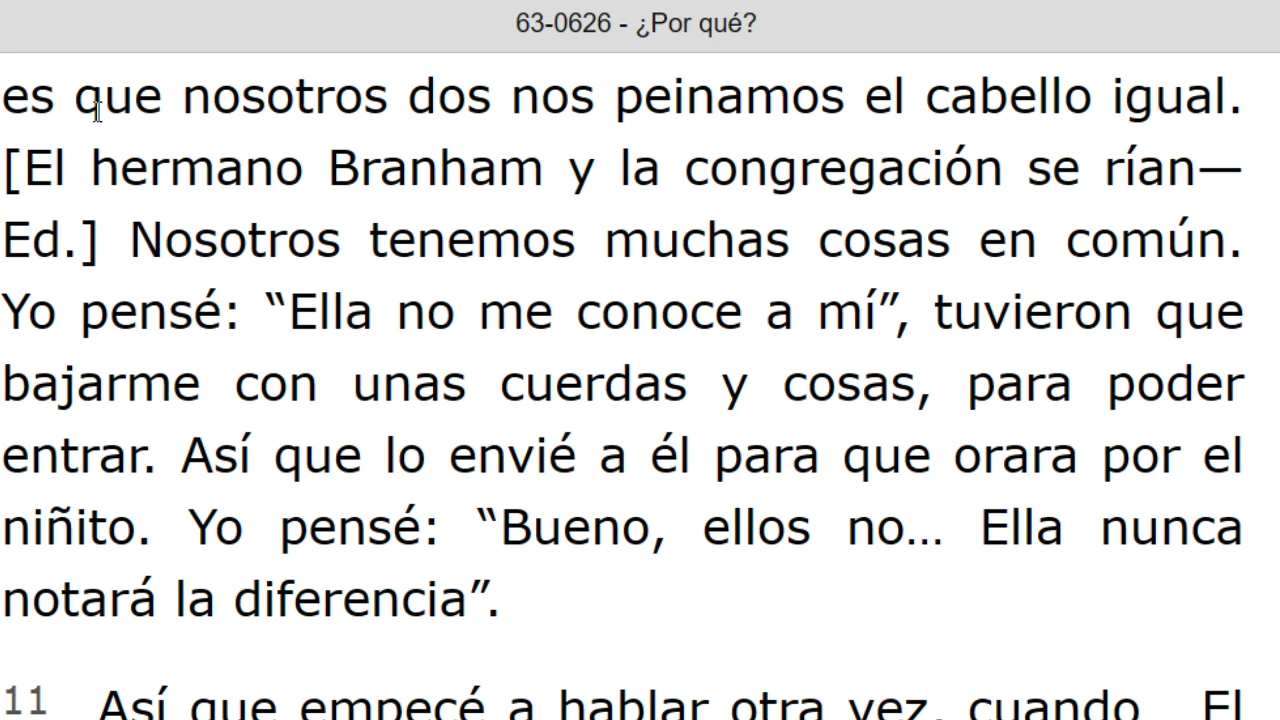 63-0626 - ¿Por qué?
es que nosotros dos nos peinamos el cabello igual.
[El hermano Branham y la congregación se rían—
Ed.] Nosotros tenemos muchas cosas en común.
Yo pensé: “Ella no me conoce a mí”, tuvieron que
bajarme con unas cuerdas y cosas, para poder
entrar. Así que lo envié a él para que orara por el
niñito. Yo pensé: “Bueno, ellos no… Ella nunca
notará la diferencia”.
11 Así que empecé a hablar otra vez, cuando El